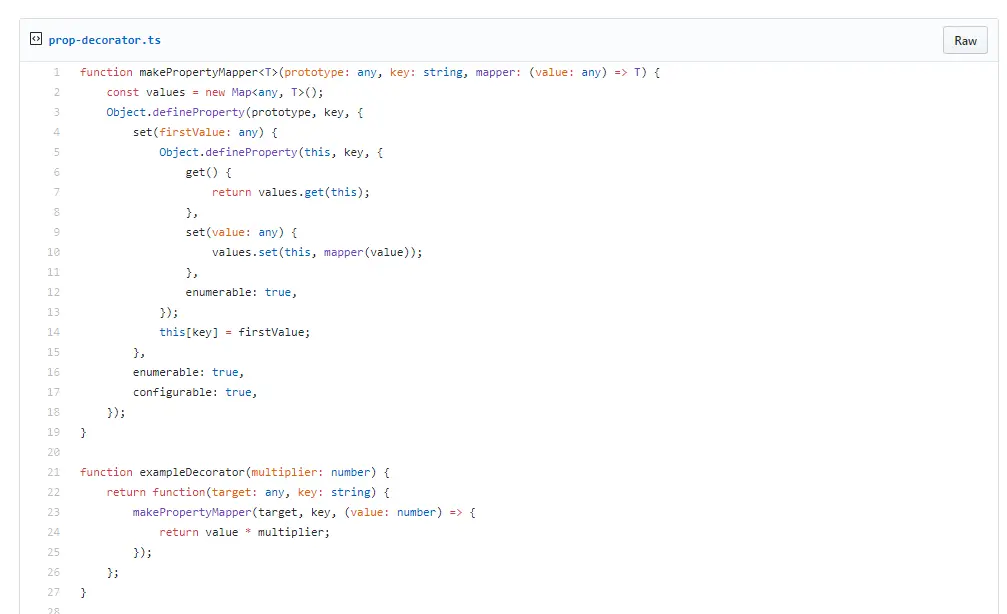 prop-decorator.ts
Raw
1 function makePropertyMapper<T>(prototype: any, key: string, mapper: (value: any) => T) {
2     const values = new Map<any, T>();
3     Object.defineProperty(prototype, key, {
4         set(firstValue: any) {
5             Object.defineProperty(this, key, {
6                 get() {
7                     return values.get(this);
8                 },
9                 set(value: any) {
10                     values.set(this, mapper(value));
11                 },
12                 enumerable: true,
13             });
14             this[key] = firstValue;
15         },
16         enumerable: true,
17         configurable: true,
18     });
19 }
20
21 function exampleDecorator(multiplier: number) {
22     return function(target: any, key: string) {
23         makePropertyMapper(target, key, (value: number) => {
24             return value * multiplier;
25         });
26     };
27 }
28